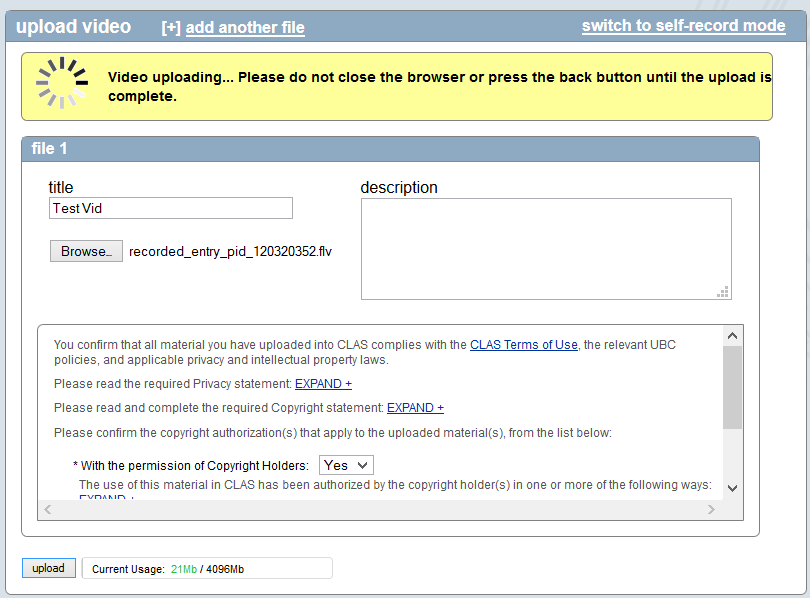 upload video [+] add another file switch to self-record mode
Video uploading... Please do not close the browser or press the back button until the upload is
complete.
file 1
title description
Test Vid
Browse.. recorded_entry_pid_120320352.flv
You confirm that all material you have uploaded into CLAS complies with the CLAS Terms of Use, the relevant UBC
policies, and applicable privacy and intellectual property laws.
Please read the required Privacy statement: EXPAND +
Please read and complete the required Copyright statement: EXPAND +
Please confirm the copyright authorization(s) that apply to the uploaded material(s), from the list below:
* With the permission of Copyright Holders: Yes
The use of this material in CLAS has been authorized by the copyright holder(s) in one or more of the following ways:
EXPAND +
upload Current Usage: 21Mb / 4096Mb